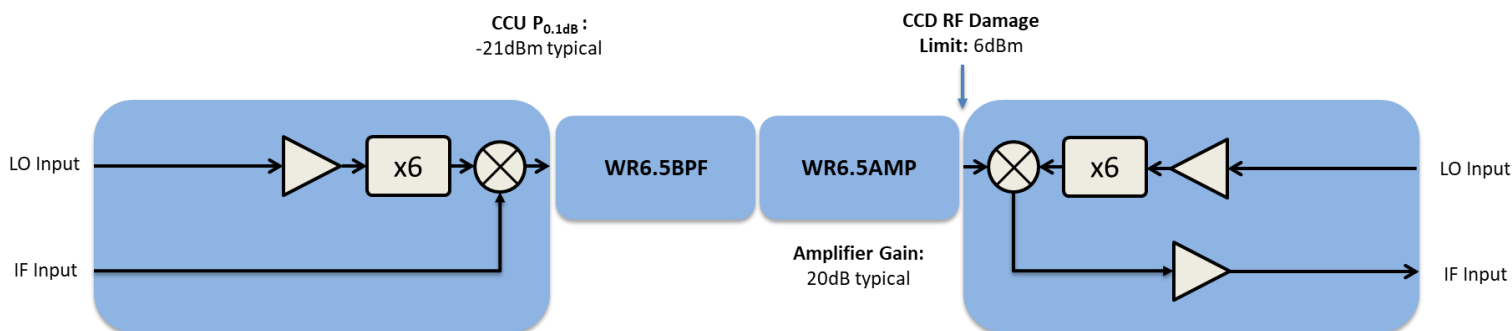 CCU P0.1dB :
-21dBm typical
CCD RF Damage
Limit: 6dBm
LO Input
x6
WR6.5BPF
WR6.5AMP
x6
LO Input
IF Input
Amplifier Gain:
20dB typical
IF Input